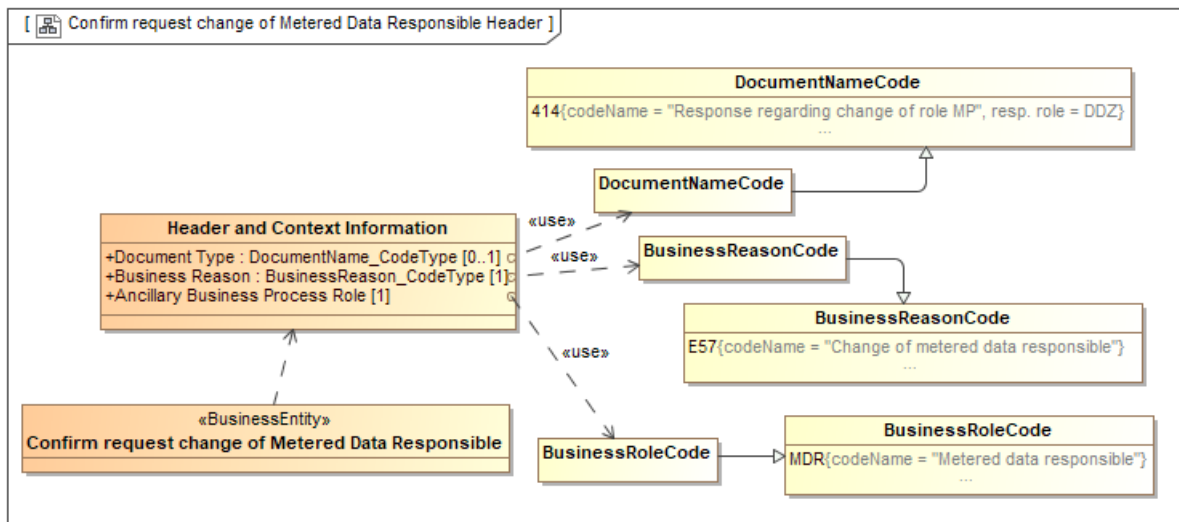 [ Confirm request change of Metered Data Responsible Header ]
DocumentNameCode
414{codeName = "Response regarding change of role MP", resp. role = DDZ}
...
DocumentNameCode
«use»
Header and Context Information
+Document Type : DocumentName_CodeType [0..1]
+Business Reason : BusinessReason_CodeType [1]
+Ancillary Business Process Role [1]
«use»
BusinessReasonCode
BusinessReasonCode
E57{codeName = "Change of metered data responsible"}
...
«use»
«BusinessEntity»
Confirm request change of Metered Data Responsible
BusinessRoleCode
BusinessRoleCode
MDR{codeName = "Metered data responsible"}
...